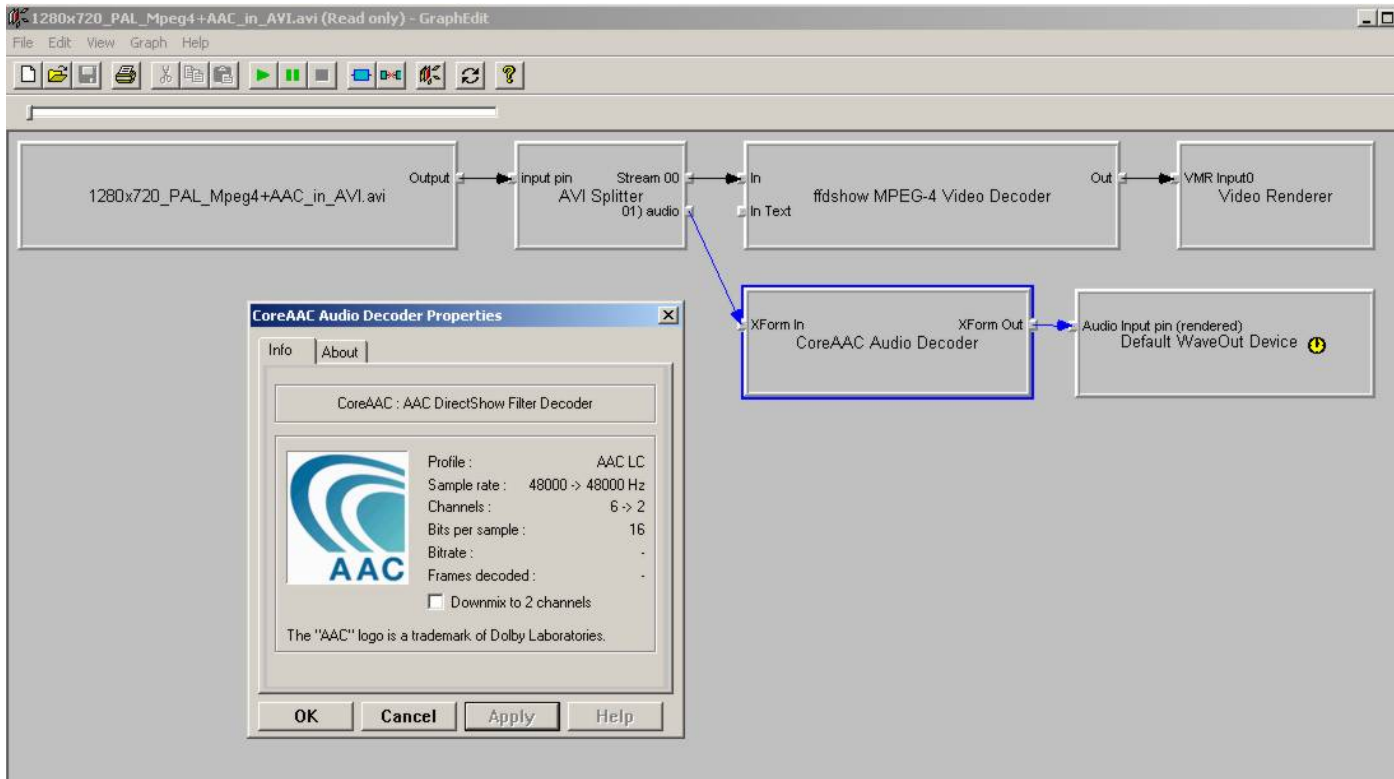 1280x720_PAL_Mpeg4+AAC_in_AVI.avi (Read only) - GraphEdit
File Edit View Graph Help
1280x720_PAL_Mpeg4+AAC_in_AVI.avi
Output
input pin
Stream 00
AVI Splitter
01) audio
In
In Text
ffdshow MPEG-4 Video Decoder
Out
VMR Input0
Video Renderer
XForm In
XForm Out
CoreAAC Audio Decoder
Audio Input pin (rendered)
Default WaveOut Device
CoreAAC Audio Decoder Properties
Info About
CoreAAC : AAC DirectShow Filter Decoder
AAC
Profile : AAC LC
Sample rate : 48000 -> 48000 Hz
Channels : 6 -> 2
Bits per sample : 16
Bitrate : -
Frames decoded : -
Downmix to 2 channels
The "AAC" logo is a trademark of Dolby Laboratories.
OK Cancel Apply Help